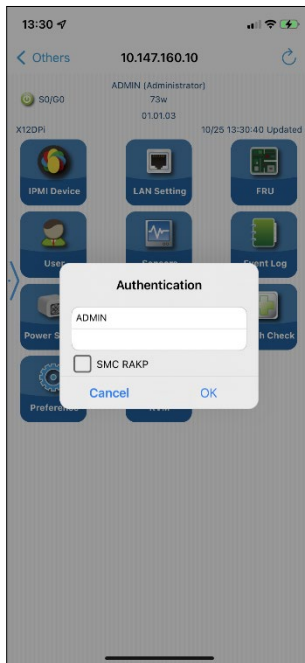 13:30
Others
10.147.160.10
ADMIN (Administrator)
S0/G0
73w
01.01.03
X12DPi
10/25 13:30:40 Updated
IPMI Device
LAN Setting
FRU
User
Sensors
Event Log
Authentication
ADMIN
Power S
h Check
SMC RAKP
Cancel
OK
Preference